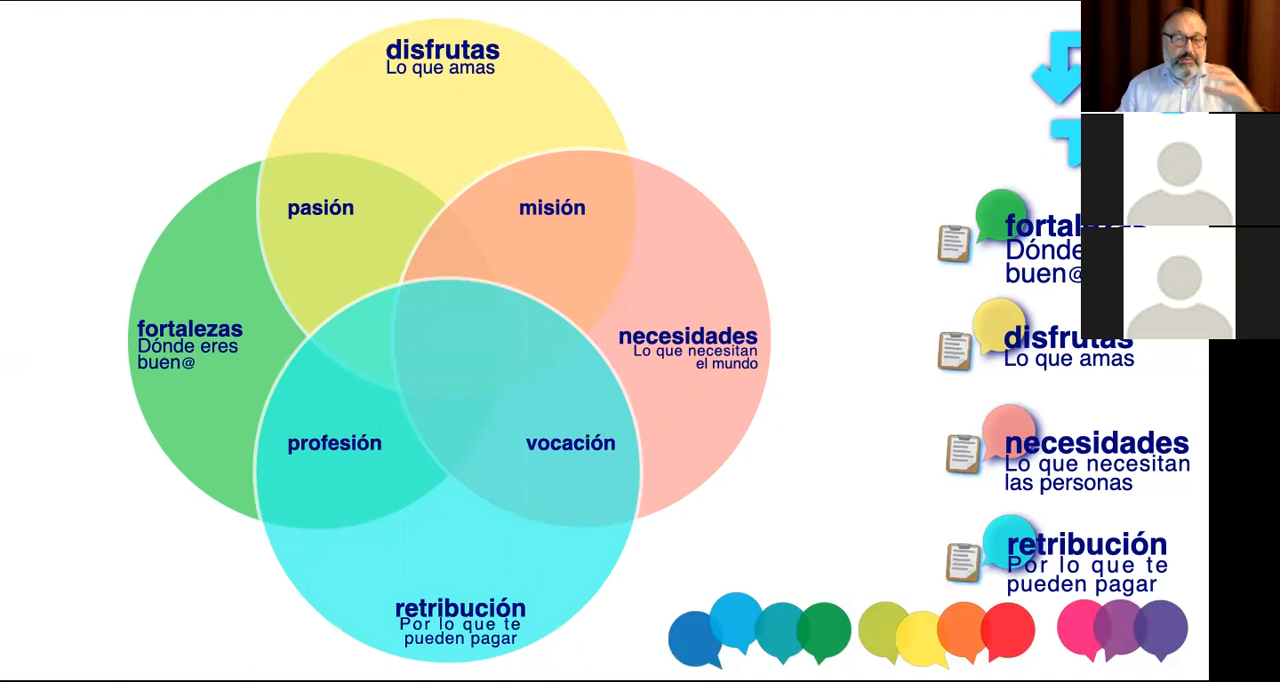 disfrutas
Lo que amas
pasión
misión
fortalezas
Dónde eres
buen@
necesidades
Lo que necesitan
el mundo
profesión
vocación
retribución
Por lo que te
pueden pagar
Dónde
buen@
disfrutas
Lo que amas
necesidades
Lo que necesitan
las personas
retribución
Por lo que te
pueden pagar